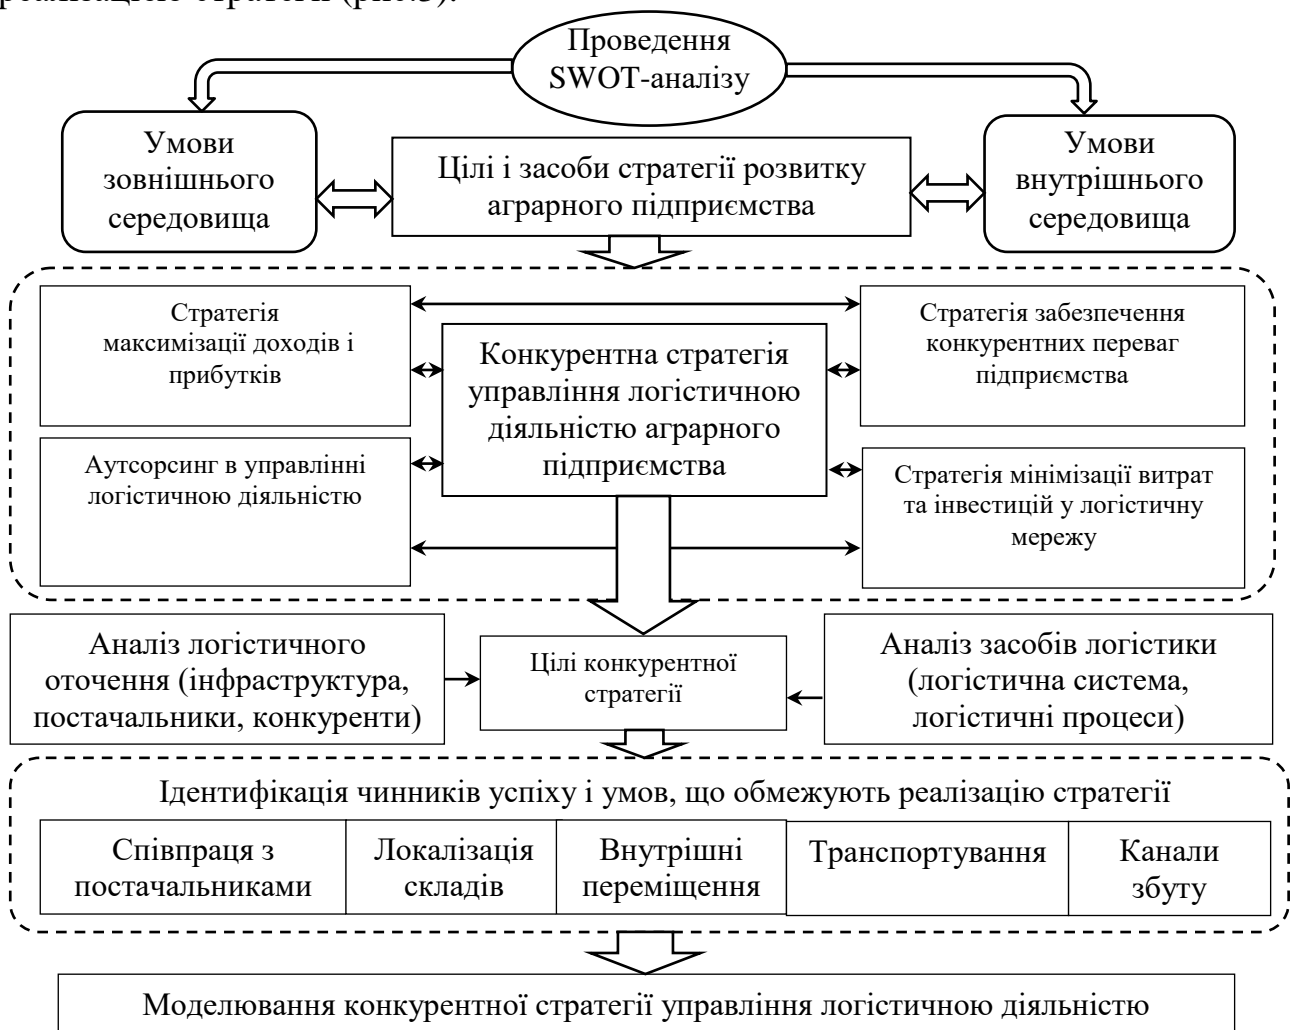 реалізацією стратегії (рис.3).
Проведення
SWOT-аналізу
Умови
зовнішнього
середовища
Цілі і засоби стратегії розвитку
аграрного підприємства
Умови
внутрішнього
середовища
Стратегія
максимізації доходів і
прибутків
Стратегія забезпечення
конкурентних переваг
підприємства
Конкурентна стратегія
управління логістичною
діяльністю аграрного
підприємства
Аутсорсинг в управлінні
логістичною діяльністю
Стратегія мінімізації витрат
та інвестицій у логістичну
мережу
Аналіз логістичного
оточення (інфраструктура,
постачальники, конкуренти)
Цілі конкурентної
стратегії
Аналіз засобів логістики
(логістична система,
логістичні процеси)
Ідентифікація чинників успіху і умов, що обмежують реалізацію стратегії
Співпраця з
постачальниками
Локалізація
складів
Внутрішні
переміщення
Транспортування
Канали
збуту
Моделювання конкурентної стратегії управління логістичною діяльністю